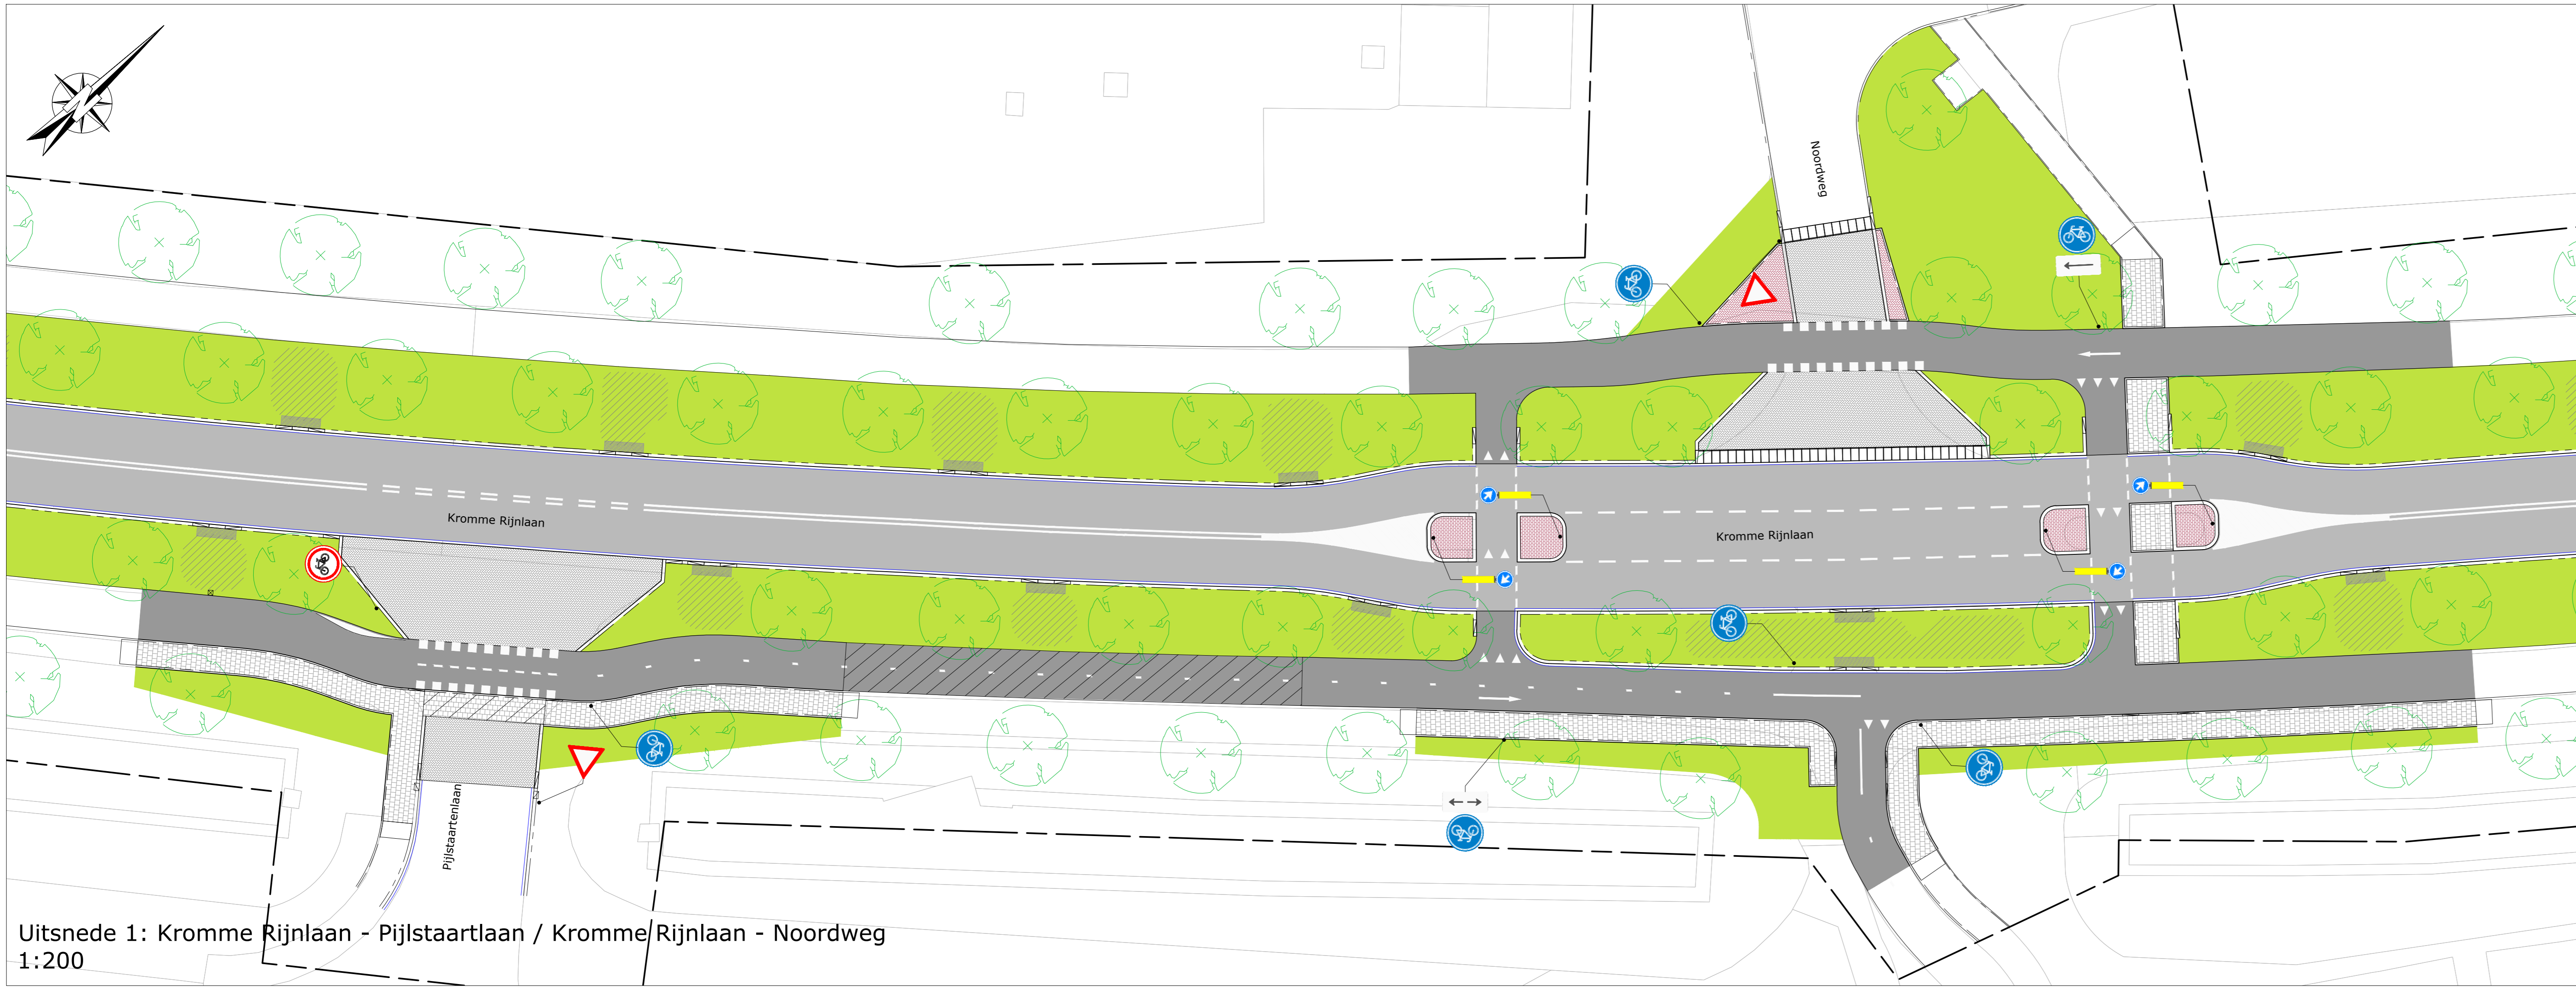 Noordweg
Kromme Rijnlaan
Kromme Rijnlaan
Pijlstaartenlaan
Uitsnede 1: Kromme Rijnlaan - Pijlstaartlaan / Kromme Rijnlaan - Noordweg
1:200